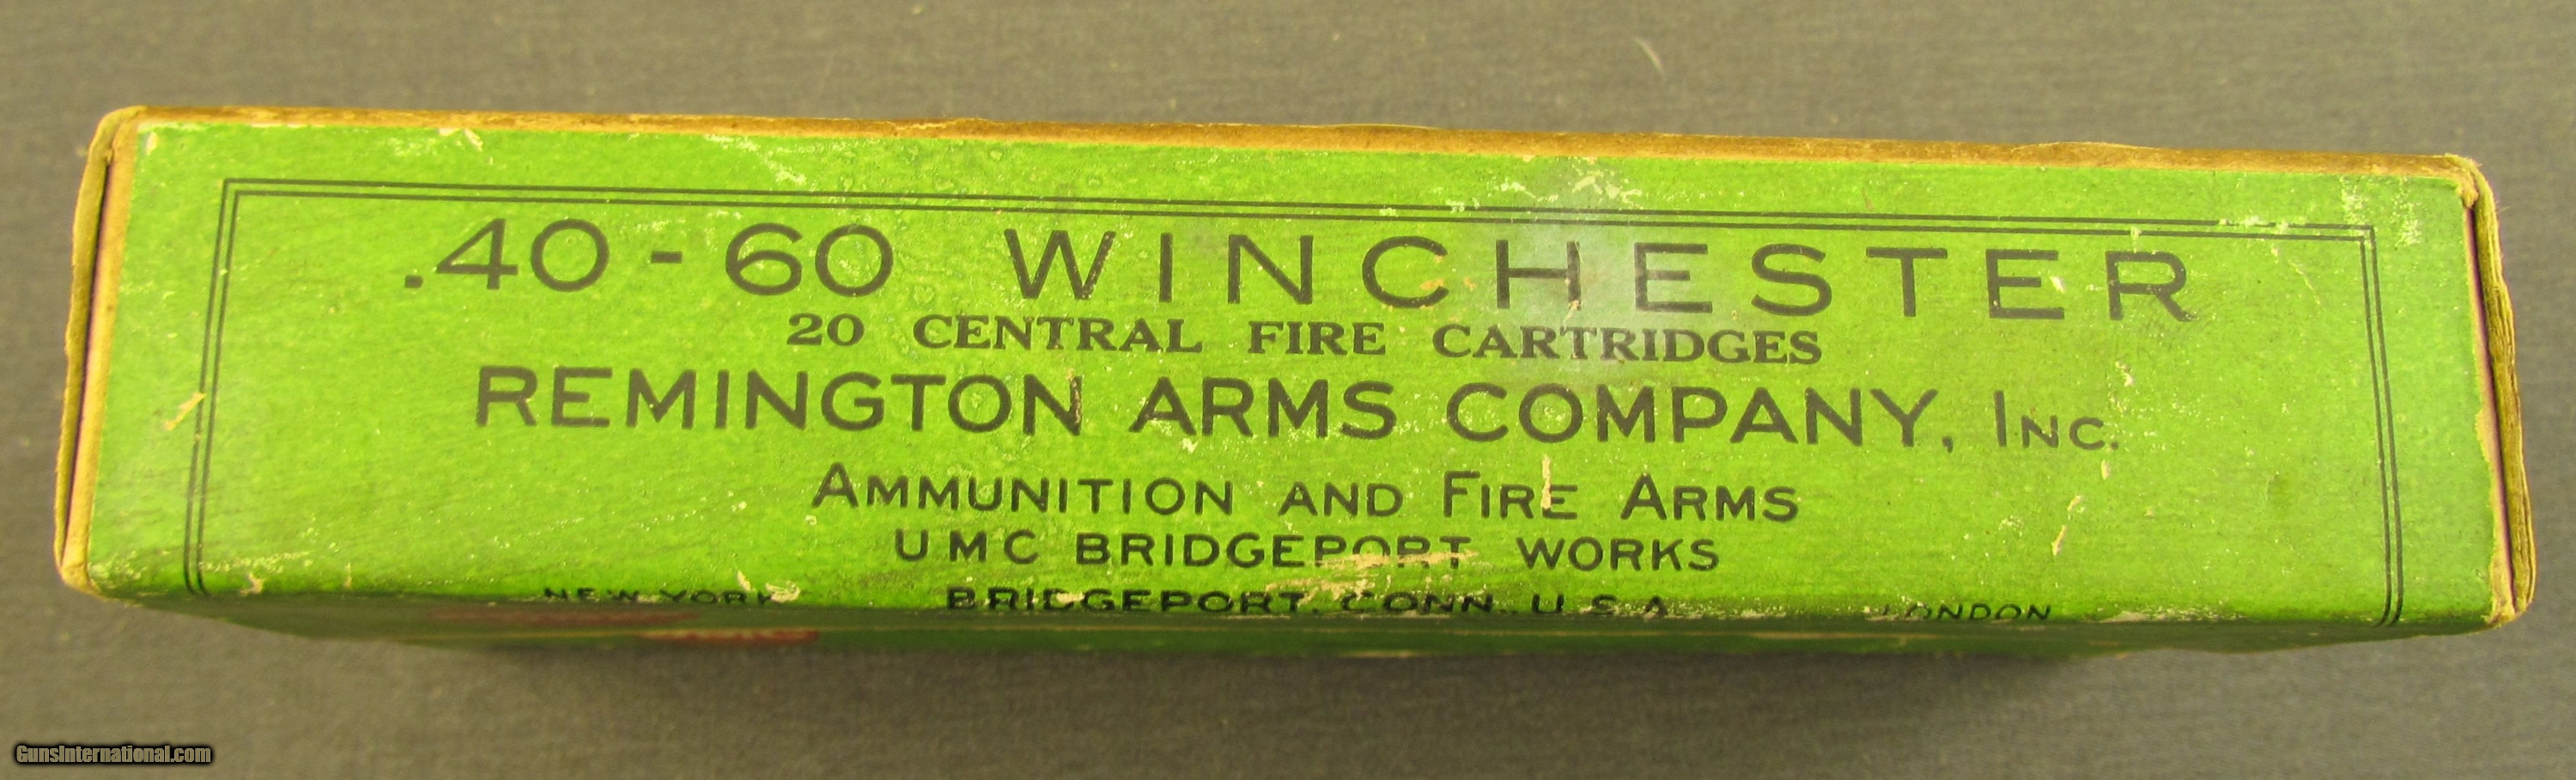 .40-60 WINCHESTER
20 CENTRAL FIRE CARTRIDGES
REMINGTON ARMS COMPANY, INC.
AMMUNITION AND FIRE ARMS
UMC BRIDGEPORT WORKS
NEW YORK BRIDGEPORT, CONN., U.S.A. LONDON
GunsInternational.com